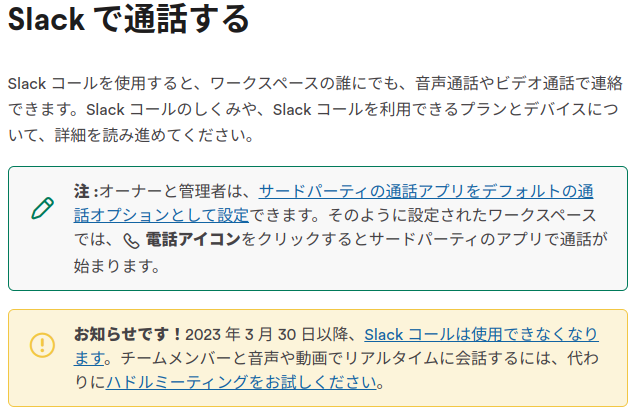 Slack で通話する
Slack コールを使用すると、ワークスペースの誰にでも、音声通話やビデオ通話で連絡
できます。Slack コールのしくみや、Slack コールを利用できるプランとデバイスにつ
いて、詳細を読み進めてください。
注 :オーナーと管理者は、サードパーティの通話アプリをデフォルトの通
話オプションとして設定できます。そのように設定されたワークスペース
では、 電話アイコンをクリックするとサードパーティのアプリで通話が
始まります。
お知らせです！2023 年 3 月 30 日以降、Slack コールは使用できなくなり
ます。チームメンバーと音声や動画でリアルタイムに会話するには、代わ
りにハドルミーティングをお試しください。